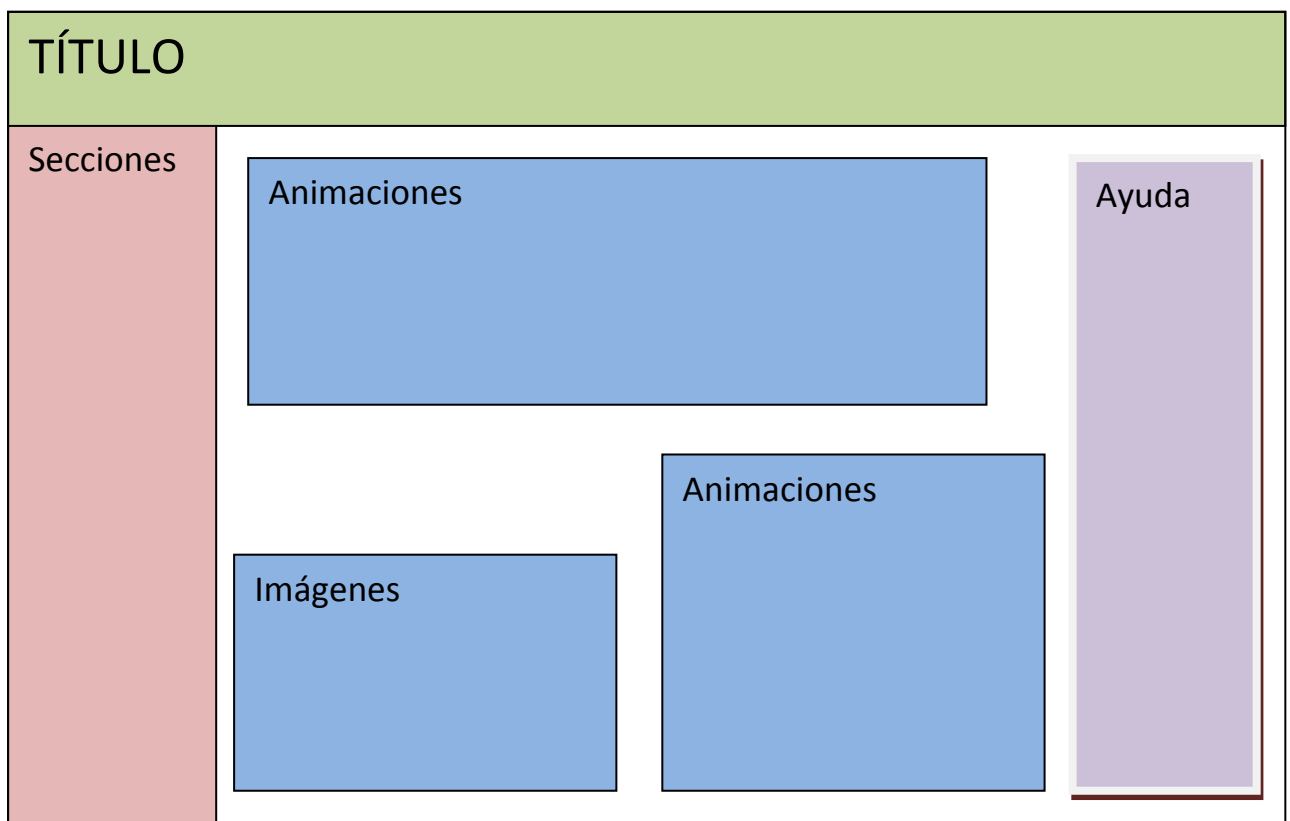 TÍTULO
Secciones
Animaciones
Ayuda
Animaciones
Imágenes